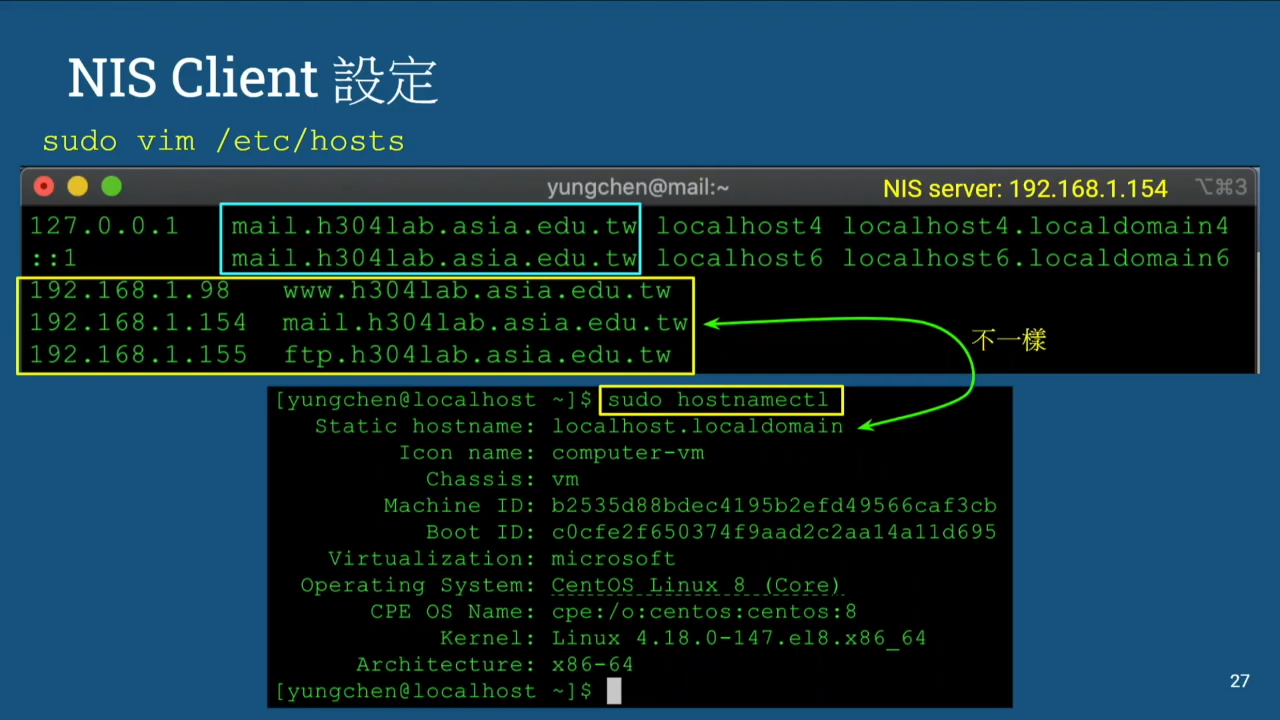 NIS Client 設定
sudo vim /etc/hosts
yungchen@mail:~
NIS server: 192.168.1.154
⌥⌘3
127.0.0.1 mail.h304lab.asia.edu.tw localhost4 localhost4.localdomain4
::1 mail.h304lab.asia.edu.tw localhost6 localhost6.localdomain6
192.168.1.98 www.h304lab.asia.edu.tw
192.168.1.154 mail.h304lab.asia.edu.tw
192.168.1.155 ftp.h304lab.asia.edu.tw
不一樣
[yungchen@localhost ~]$ sudo hostnamectl
Static hostname: localhost.localdomain
Icon name: computer-vm
Chassis: vm
Machine ID: b2535d88bdec4195b2efd49566caf3cb
Boot ID: c0cfe2f650374f9aad2c2aa14a11d695
Virtualization: microsoft
Operating System: CentOS Linux 8 (Core)
CPE OS Name: cpe:/o:centos:centos:8
Kernel: Linux 4.18.0-147.el8.x86_64
Architecture: x86-64
[yungchen@localhost ~]$
27